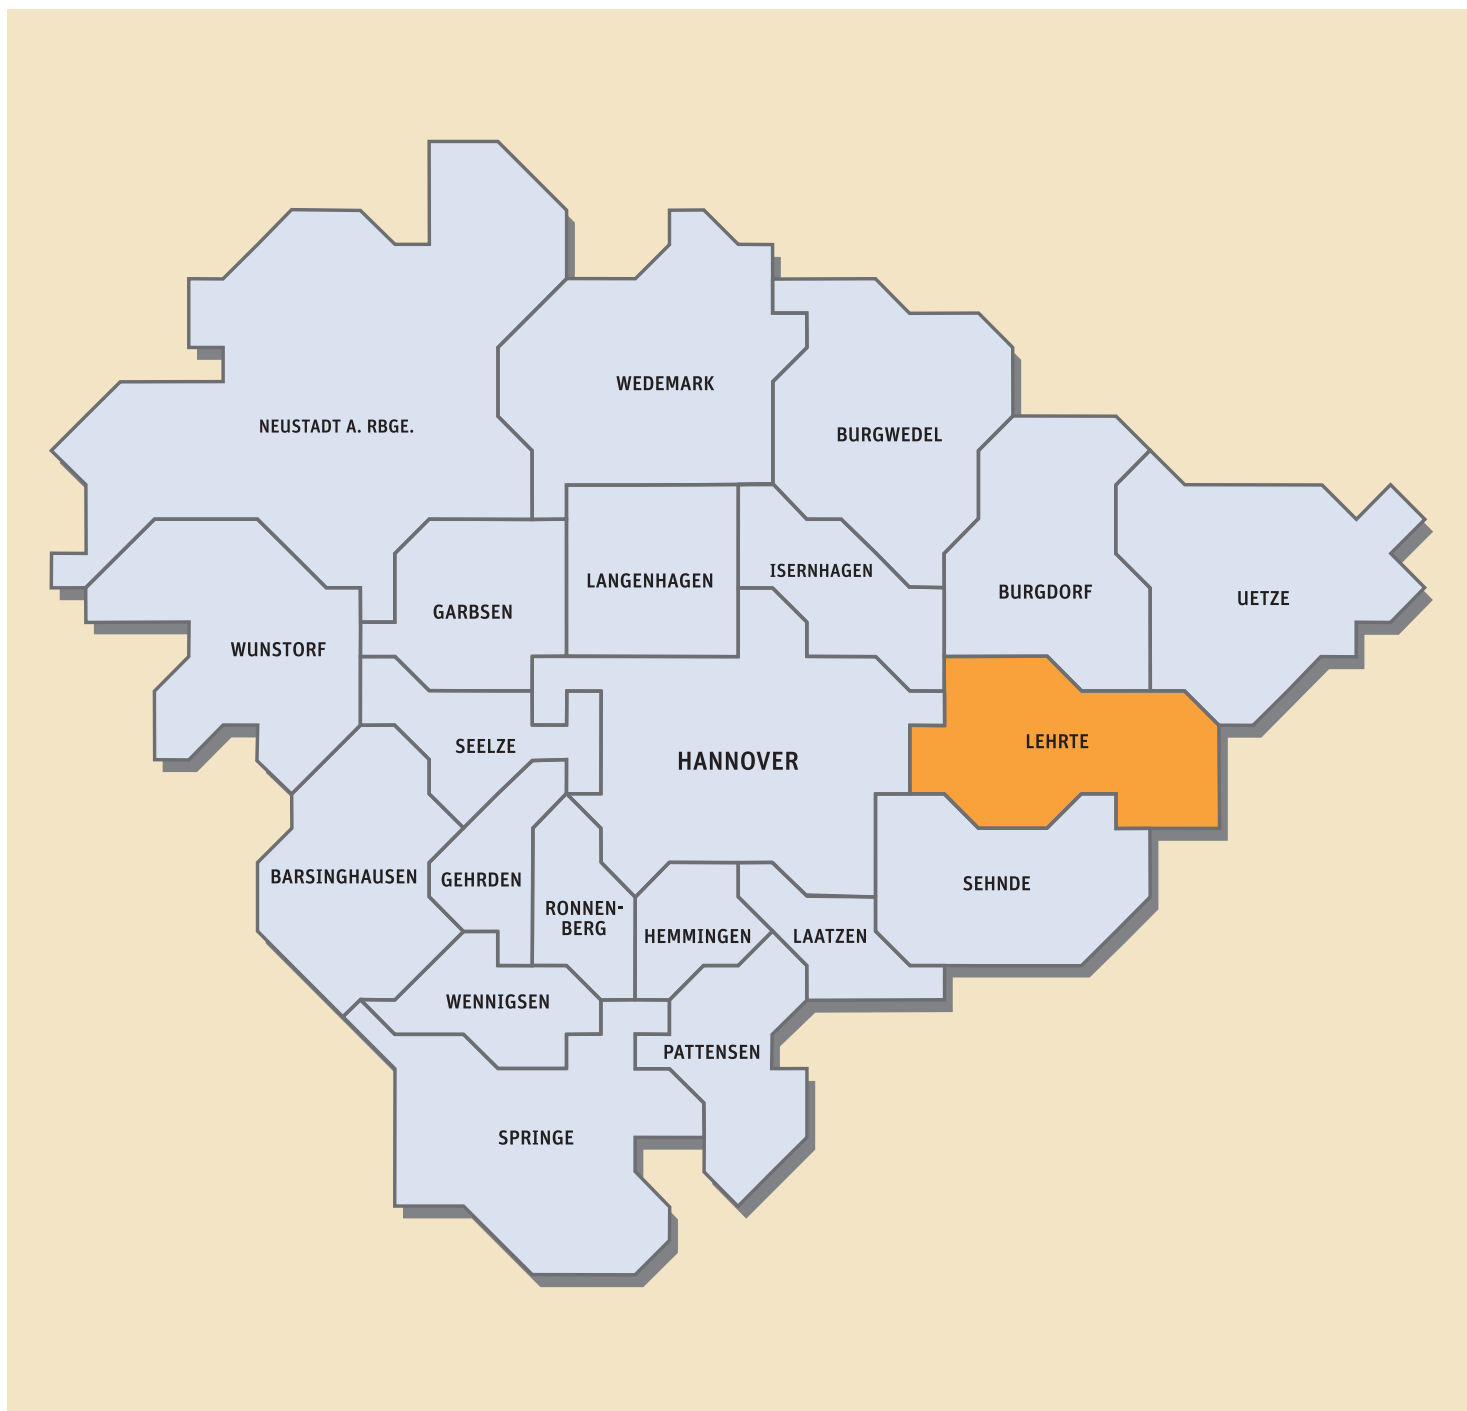 WEDEMARK
NEUSTADT A. RBGE.
BURGWEDEL
ISERNHAGEN
LANGENHAGEN
BURGDORF
UETZE
GARBSEN
WUNSTORF
LEHRTE
SEELZE
HANNOVER
BARSINGHAUSEN
GEHRDEN
SEHNDE
RONNEN-
BERG
HEMMINGEN
LAATZEN
WENNIGSEN
PATTENSEN
SPRINGE